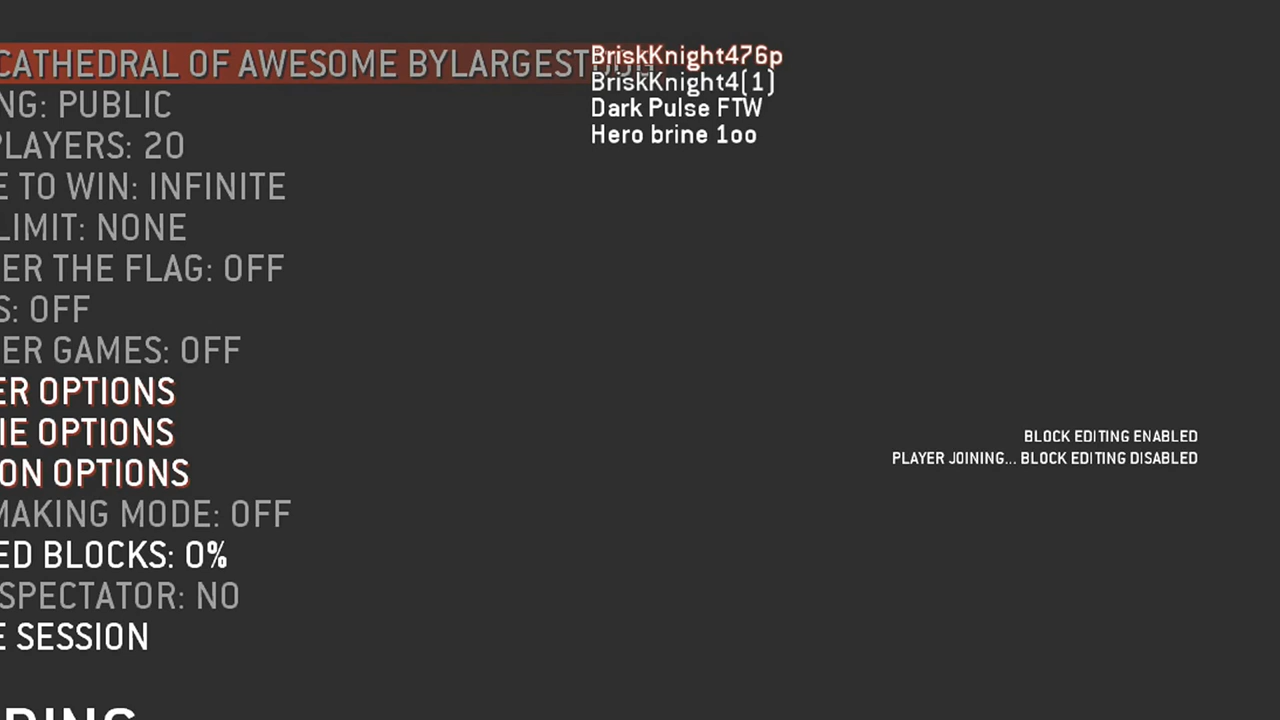 CATHEDRAL OF AWESOME BYLARGEST
NG: PUBLIC
PLAYERS: 20
E TO WIN: INFINITE
LIMIT: NONE
ER THE FLAG: OFF
S: OFF
ER GAMES: OFF
ER OPTIONS
IE OPTIONS
ON OPTIONS
MAKING MODE: OFF
ED BLOCKS: 0%
SPECTATOR: NO
E SESSION
BriskKnight476p
BriskKnight4(1)
Dark Pulse FTW
Hero brine 1oo
BLOCK EDITING ENABLED
PLAYER JOINING... BLOCK EDITING DISABLED